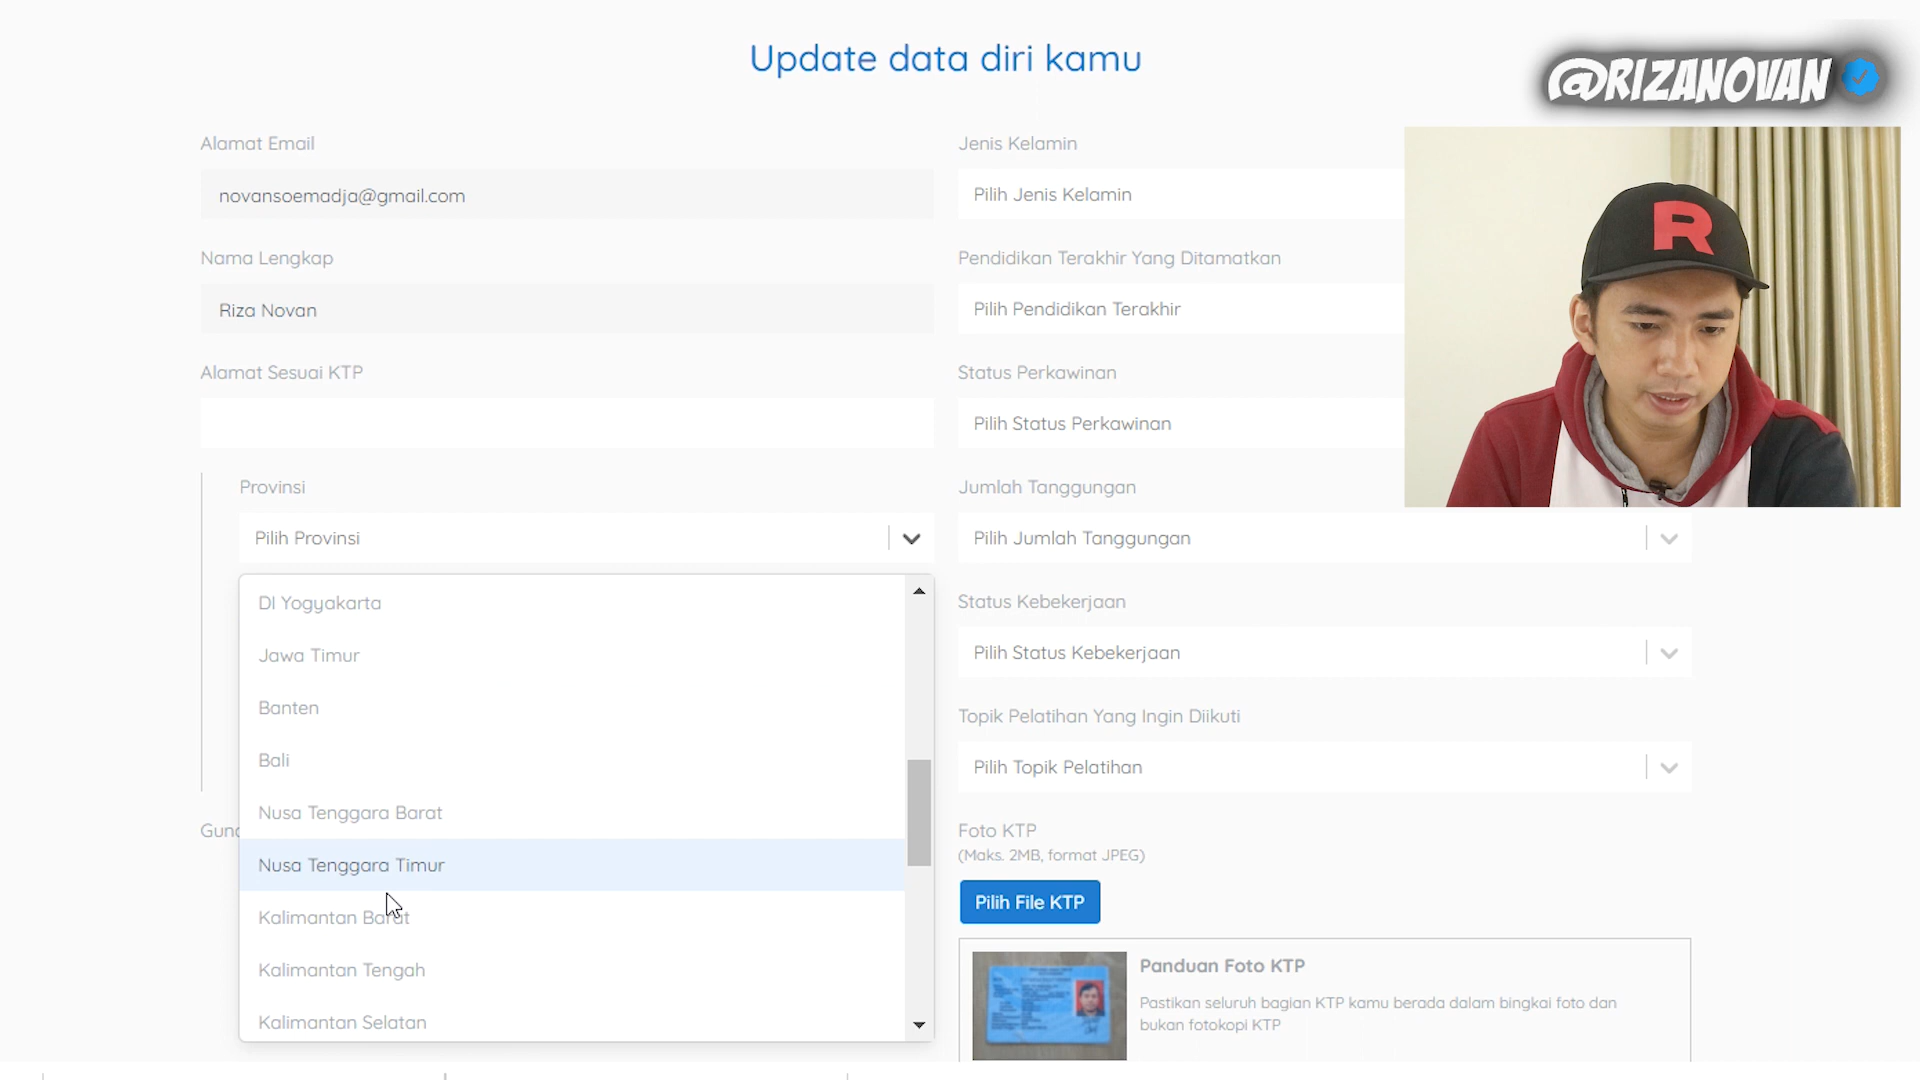 Update data diri kamu
@RIZANOVAN
R
Alamat Email
novansoemadja@gmail.com
Nama Lengkap
Riza Novan
Alamat Sesuai KTP
Provinsi
Pilih Provinsi
DI Yogyakarta
Jawa Timur
Banten
Bali
Nusa Tenggara Barat
Nusa Tenggara Timur
Kalimantan Barat
Kalimantan Tengah
Kalimantan Selatan
Jenis Kelamin
Pilih Jenis Kelamin
Pendidikan Terakhir Yang Ditamatkan
Pilih Pendidikan Terakhir
Status Perkawinan
Pilih Status Perkawinan
Jumlah Tanggungan
Pilih Jumlah Tanggungan
Status Kebekerjaan
Pilih Status Kebekerjaan
Topik Pelatihan Yang Ingin Diikuti
Pilih Topik Pelatihan
Foto KTP
(Maks. 2MB, format JPEG)
Pilih File KTP
Panduan Foto KTP
Pastikan seluruh bagian KTP kamu berada dalam bingkai foto dan
bukan fotokopi KTP